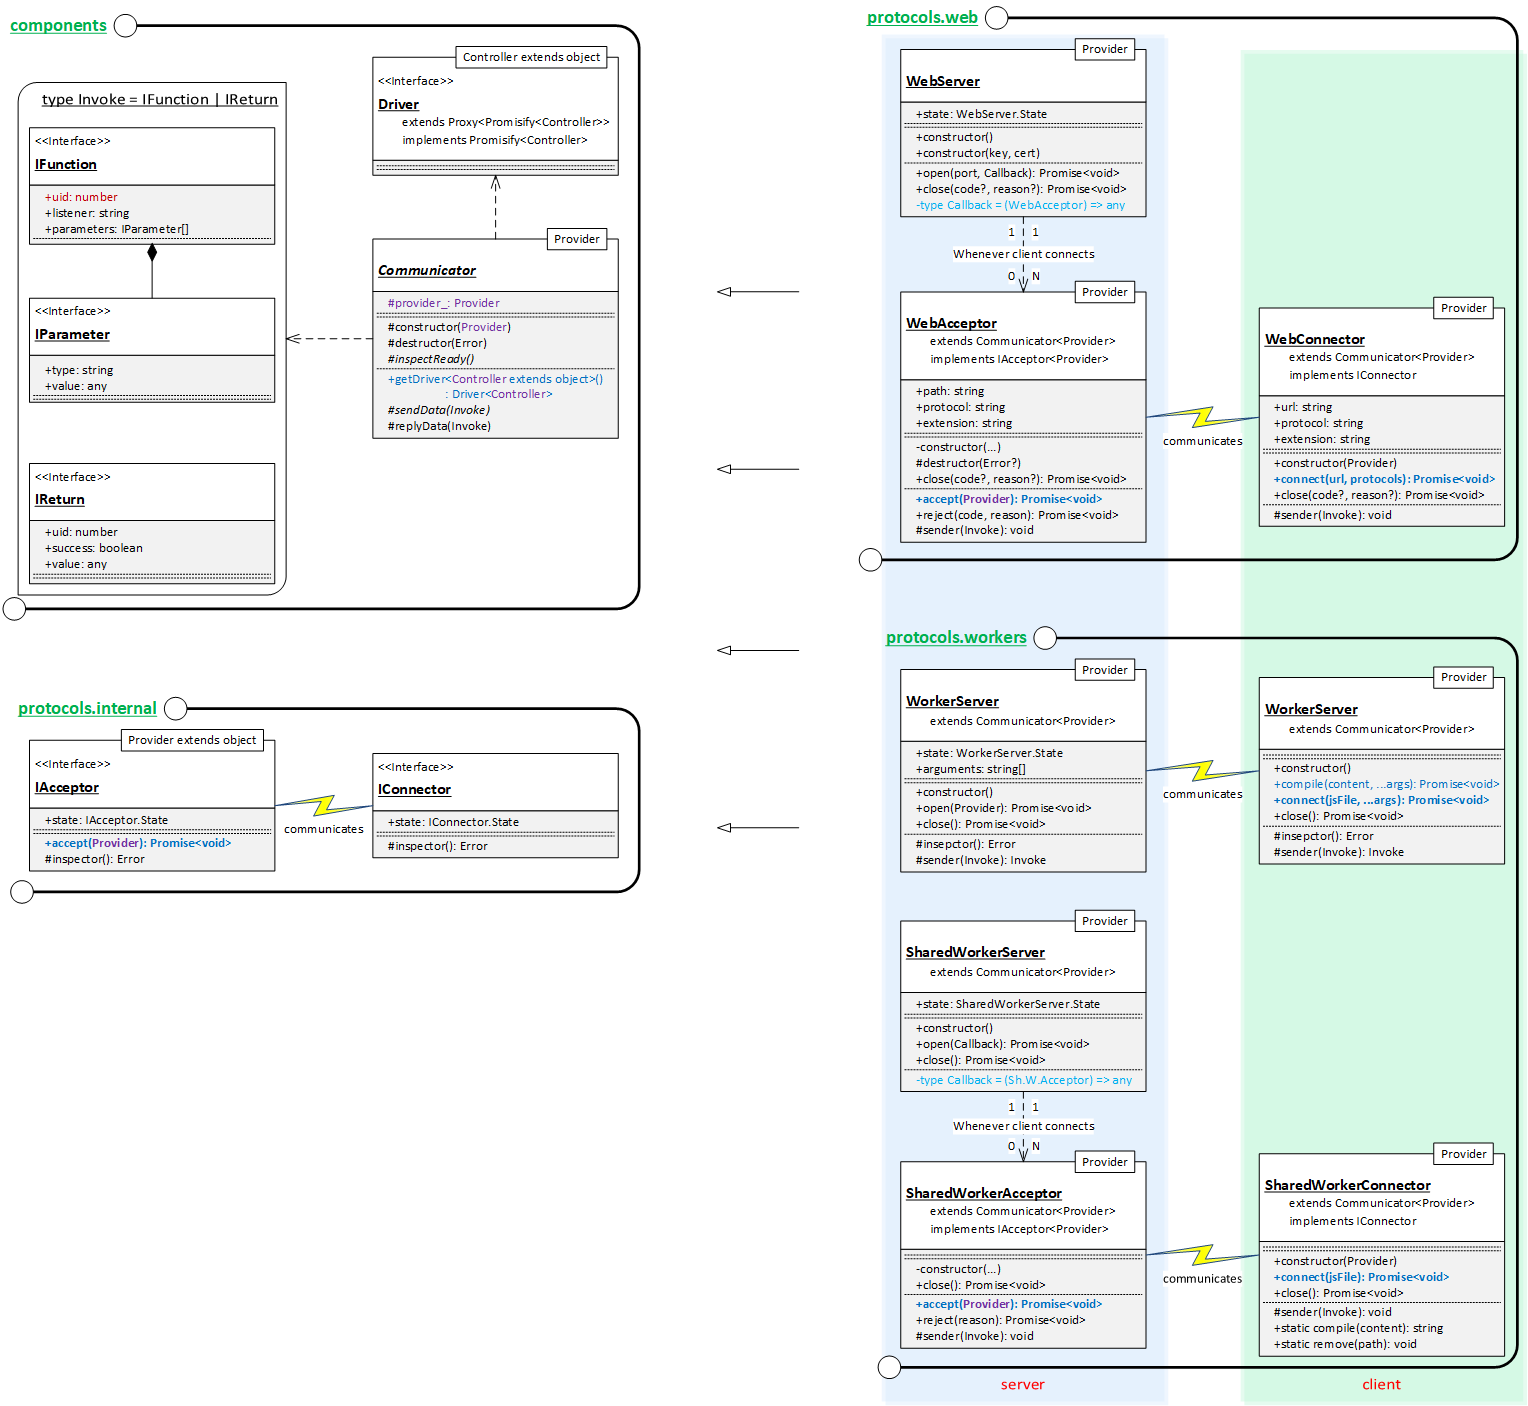 components
Controller extends object
<<Interface>>
Driver
extends Proxy<Promisify<Controller>>
implements Promisify<Controller>
type Invoke = IFunction | IReturn
<<Interface>>
IFunction
+uid: number
+listener: string
+parameters: IParameter[]
<<Interface>>
IParameter
+type: string
+value: any
<<Interface>>
IReturn
+uid: number
+success: boolean
+value: any
Provider
Communicator
#provider_: Provider
#constructor(Provider)
#destructor(Error)
#inspectReady()
+getDriver<Controller extends object>()
: Driver<Controller>
#sendData(Invoke)
#replyData(Invoke)
protocols.internal
Provider extends object
<<Interface>>
IAcceptor
+state: IAcceptor.State
+accept(Provider): Promise<void>
#inspector(): Error
communicates
<<Interface>>
IConnector
+state: IConnector.State
#inspector(): Error
protocols.web
Provider
WebServer
+state: WebServer.State
+constructor()
+constructor(key, cert)
+open(port, Callback): Promise<void>
+close(code?, reason?): Promise<void>
-type Callback = (WebAcceptor) => any
1 1
Whenever client connects
0 N
Provider
WebAcceptor
extends Communicator<Provider>
implements IAcceptor<Provider>
+path: string
+protocol: string
+extension: string
-constructor(...)
#destructor(Error?)
+close(code?, reason?): Promise<void>
+accept(Provider): Promise<void>
+reject(code, reason): Promise<void>
#sender(Invoke): void
communicates
Provider
WebConnector
extends Communicator<Provider>
implements IConnector
+url: string
+protocol: string
+extension: string
+constructor(Provider)
+connect(url, protocols): Promise<void>
+close(code?, reason?): Promise<void>
#sender(Invoke): void
protocols.workers
Provider
WorkerServer
extends Communicator<Provider>
+state: WorkerServer.State
+arguments: string[]
+constructor()
+open(Provider): Promise<void>
+close(): Promise<void>
#insepctor(): Error
#sender(Invoke): Invoke
communicates
Provider
WorkerServer
extends Communicator<Provider>
+constructor()
+compile(content, ...args): Promise<void>
+connect(jsFile, ...args): Promise<void>
+close(): Promise<void>
#insepctor(): Error
#sender(Invoke): Invoke
Provider
SharedWorkerServer
extends Communicator<Provider>
+state: SharedWorkerServer.State
+constructor()
+open(Callback): Promise<void>
+close(): Promise<void>
-type Callback = (Sh.W.Acceptor) => any
1 1
Whenever client connects
0 N
Provider
SharedWorkerAcceptor
extends Communicator<Provider>
implements IAcceptor<Provider>
-constructor(...)
+close(): Promise<void>
+accept(Provider): Promise<void>
+reject(reason): Promise<void>
#sender(Invoke): void
communicates
Provider
SharedWorkerConnector
extends Communicator<Provider>
implements IConnector
+constructor(Provider)
+connect(jsFile): Promise<void>
+close(): Promise<void>
#sender(Invoke): void
+static compile(content): string
+static remove(path): void
server
client